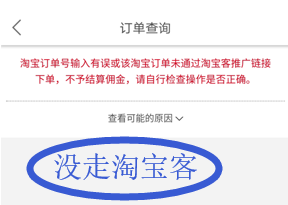 订单查询
淘宝订单号输入有误或该淘宝订单未通过淘宝客推广链接
下单，不予结算佣金，请自行检查操作是否正确。
查看可能的原因
没走淘宝客